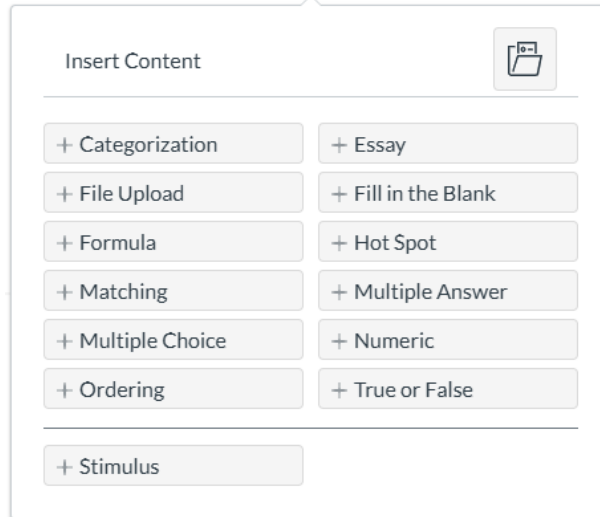 Insert Content
+ Categorization
+ Essay
+ File Upload
+ Fill in the Blank
+ Formula
+ Hot Spot
+ Matching
+ Multiple Answer
+ Multiple Choice
+ Numeric
+ Ordering
+ True or False
+ Stimulus